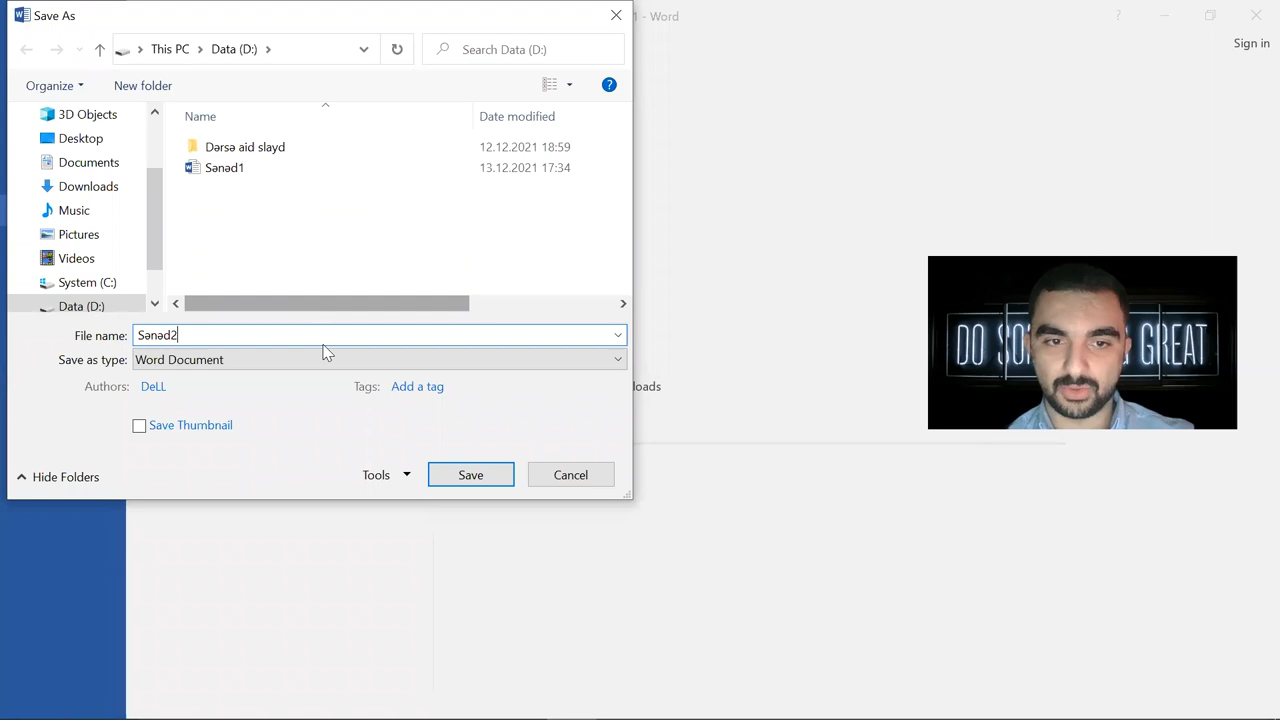 Save As
1 - Word
Sign in
This PC
Data (D:)
Search Data (D:)
Organize
New folder
Name
Date modified
3D Objects
Desktop
Documents
Downloads
Music
Pictures
Videos
System (C:)
Data (D:)
Dərsə aid slayd
12.12.2021 18:59
Sənəd1
13.12.2021 17:34
File name: Sənəd2
Save as type: Word Document
Authors: DeLL
Tags: Add a tag
Save Thumbnail
Hide Folders
Tools
Save
Cancel
DO GREAT